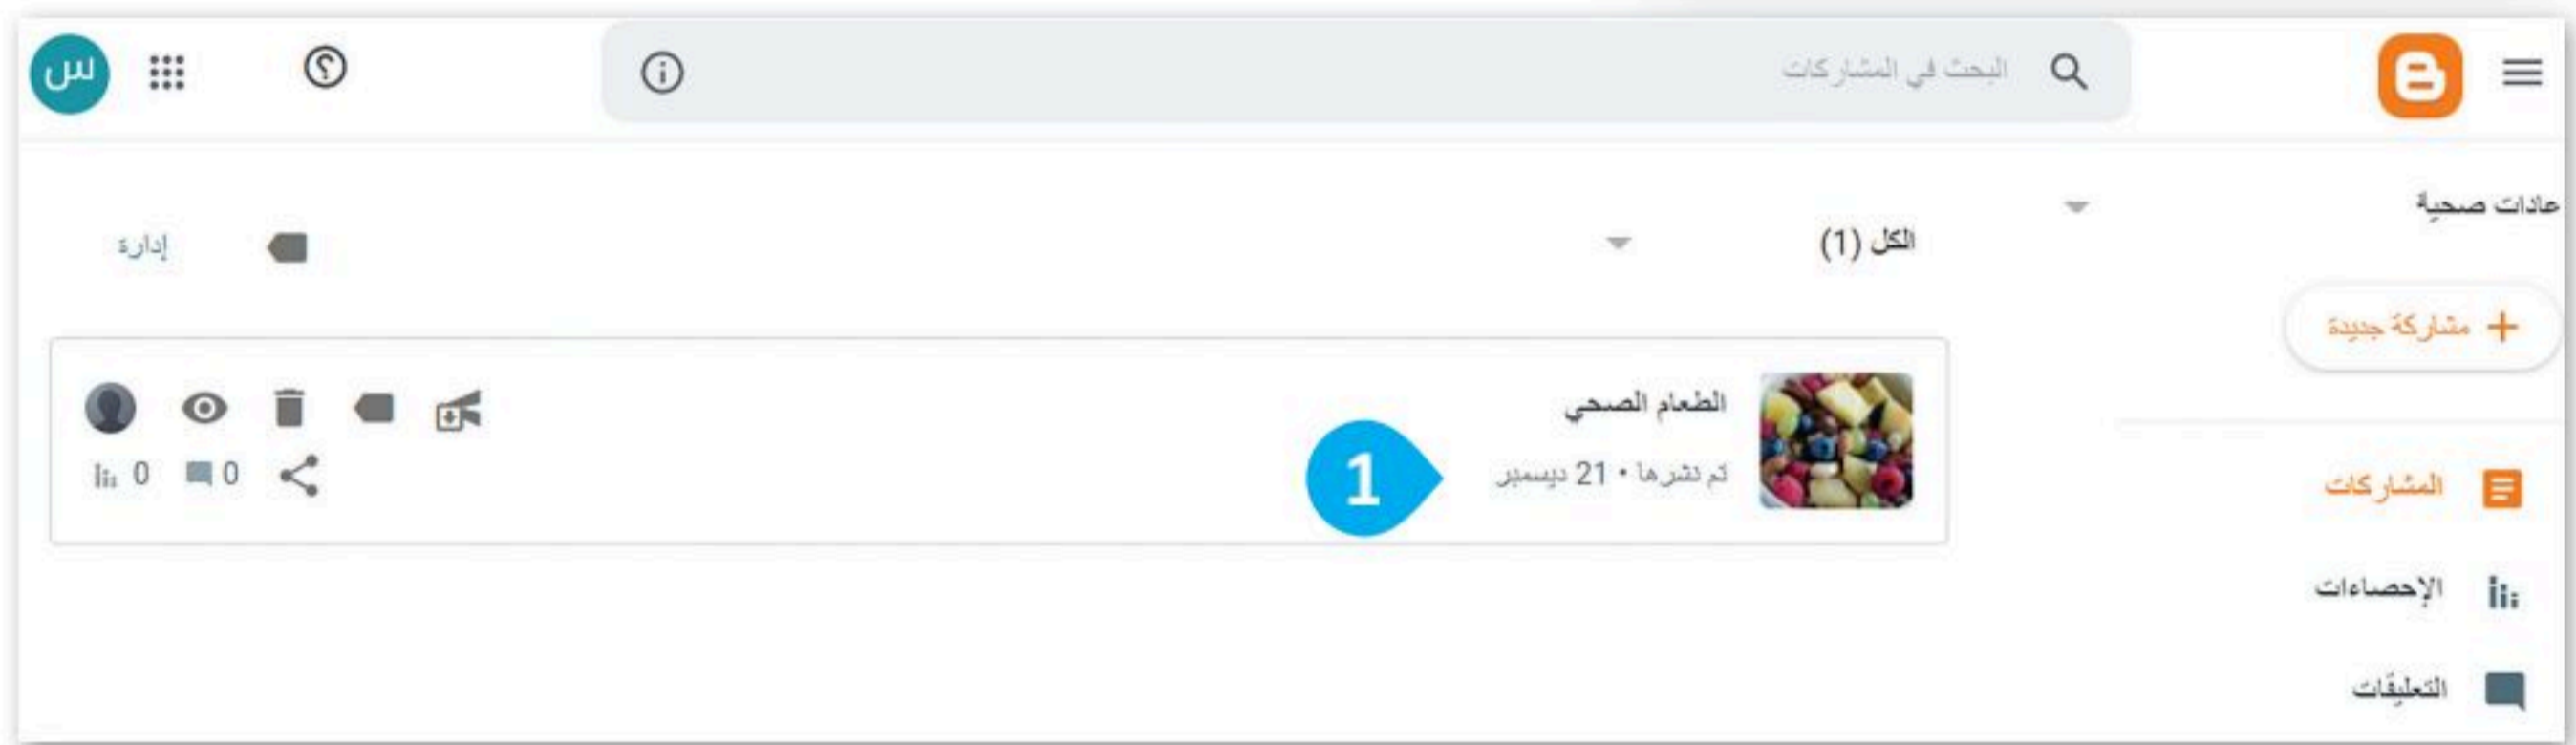 البحث في المشاركات
س
عادات صحية
الكل (1)
إدارة
مشاركة جديدة
الطعام الصحي
تم نشرها • 21 ديسمبر
1
0
0
المشاركات
الإحصاءات
التعليقات